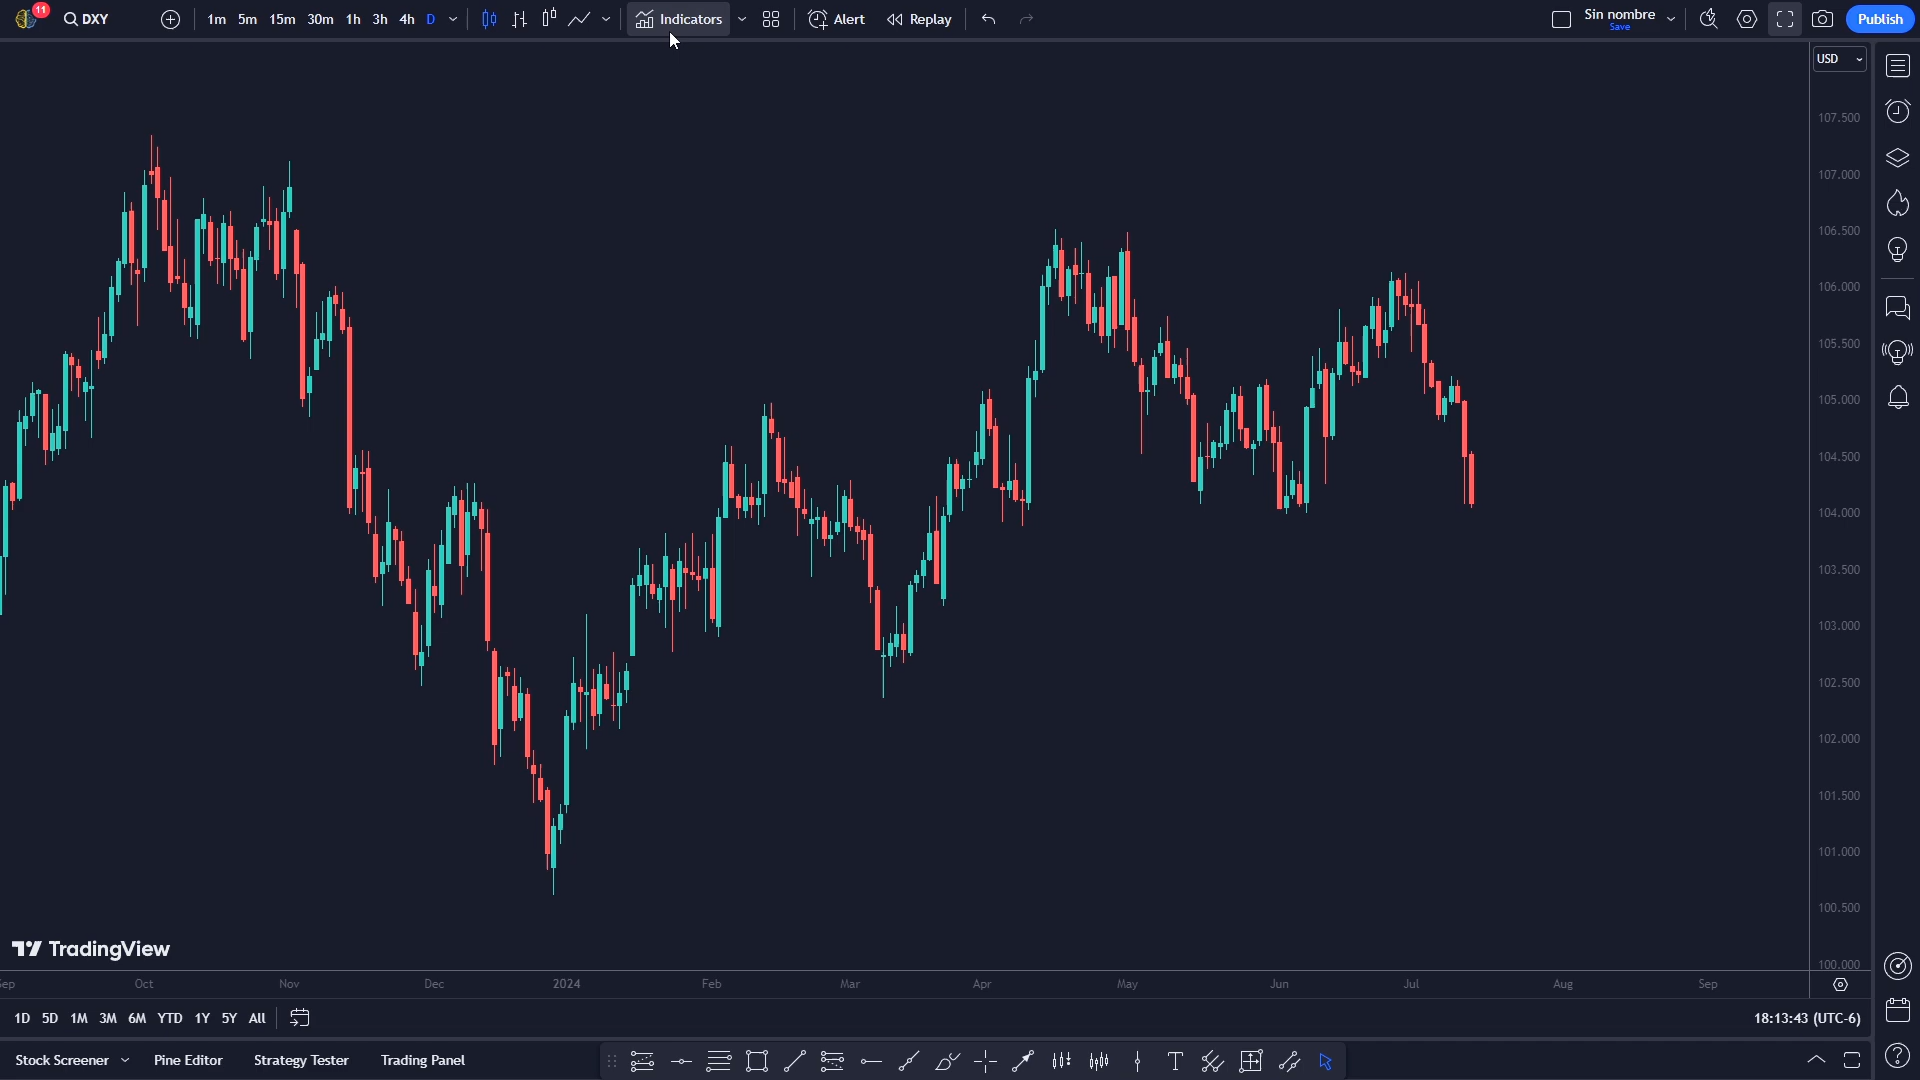 11
DXY
1m 5m 15m 30m 1h 3h 4h D
Indicators
Alert
Replay
Sin nombre
Save
Publish
USD
107.500
107.000
106.500
106.000
105.500
105.000
104.500
104.000
103.500
103.000
102.500
102.000
101.500
101.000
100.500
100.000
TradingView
Sep Oct Nov Dec 2024 Feb Mar Apr May Jun Jul Aug Sep
1D 5D 1M 3M 6M YTD 1Y 5Y All
18:13:43 (UTC-6)
Stock Screener Pine Editor Strategy Tester Trading Panel
T